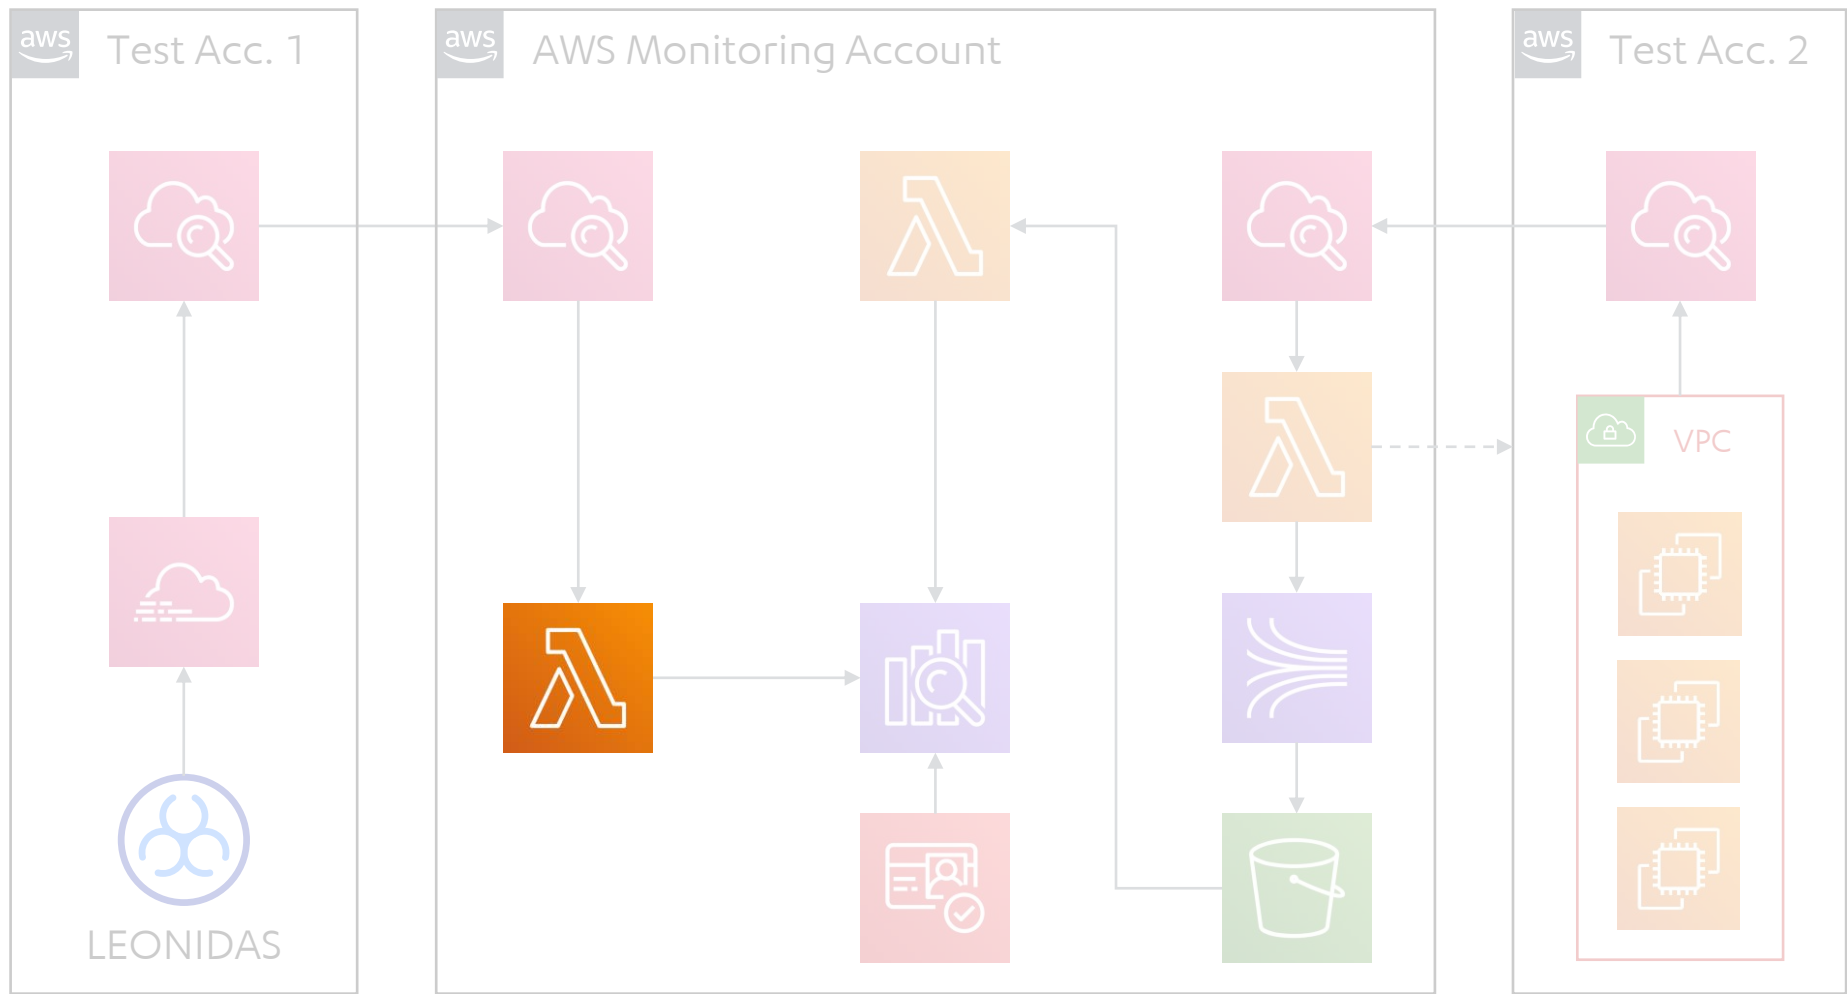 aws
Test Acc. 1
aws
AWS Monitoring Account
aws
Test Acc. 2
VPC
LEONIDAS